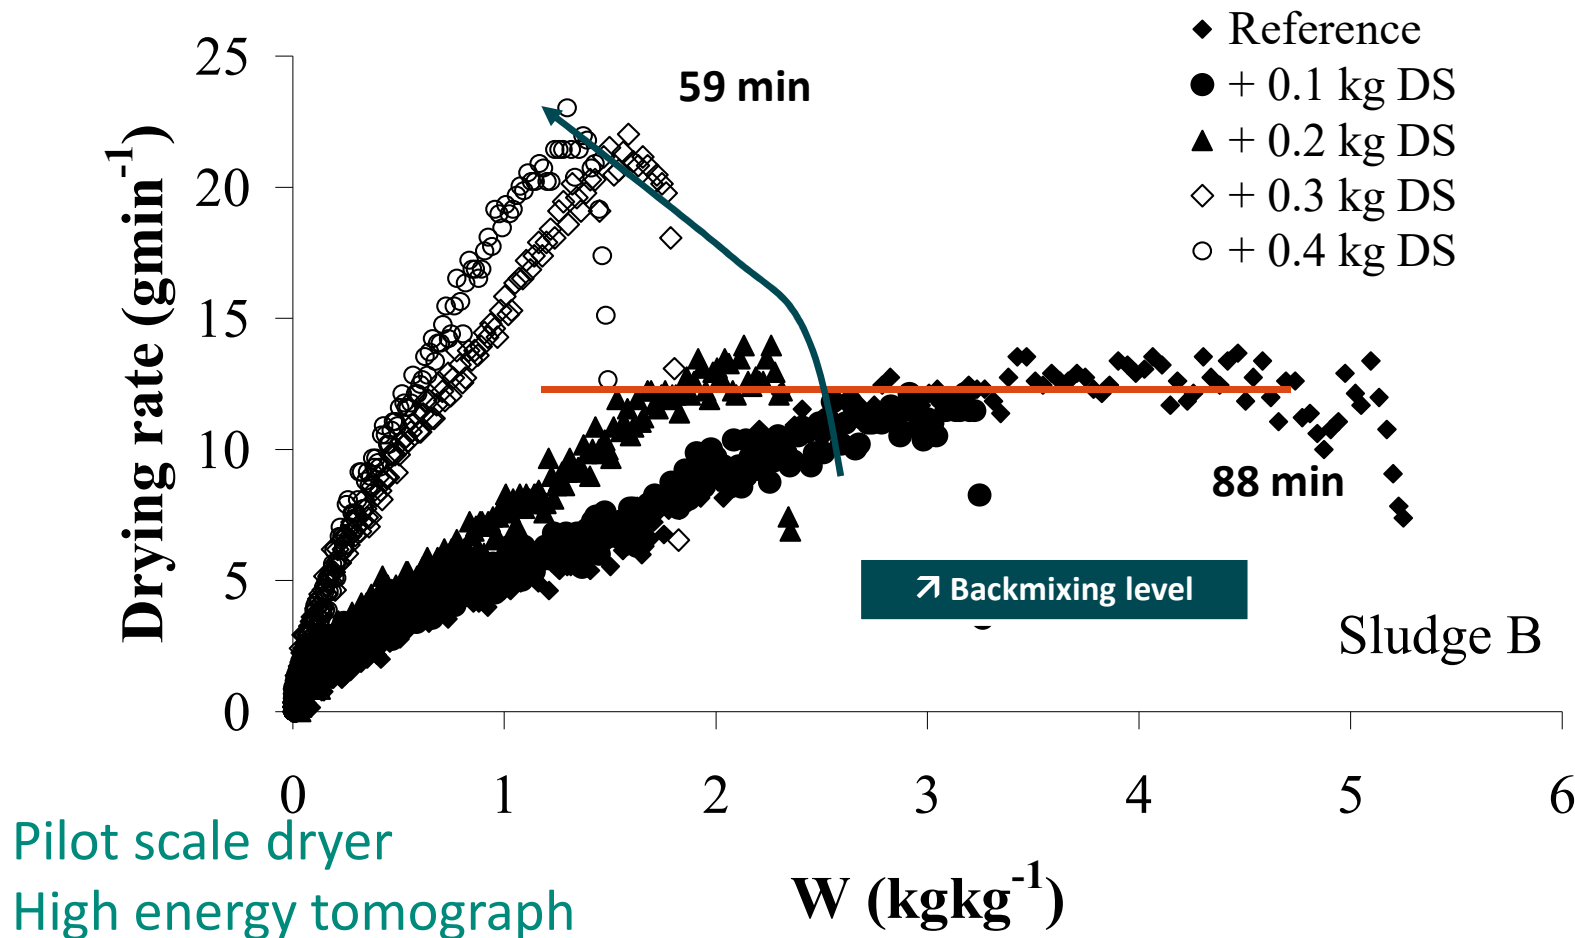 25
20
15
10
5
0
Drying rate (gmin⁻¹)
59 min
Reference
+ 0.1 kg DS
+ 0.2 kg DS
+ 0.3 kg DS
+ 0.4 kg DS
88 min
↗ Backmixing level
Sludge B
0 1 2 3 4 5 6
W (kgkg⁻¹)
Pilot scale dryer
High energy tomograph